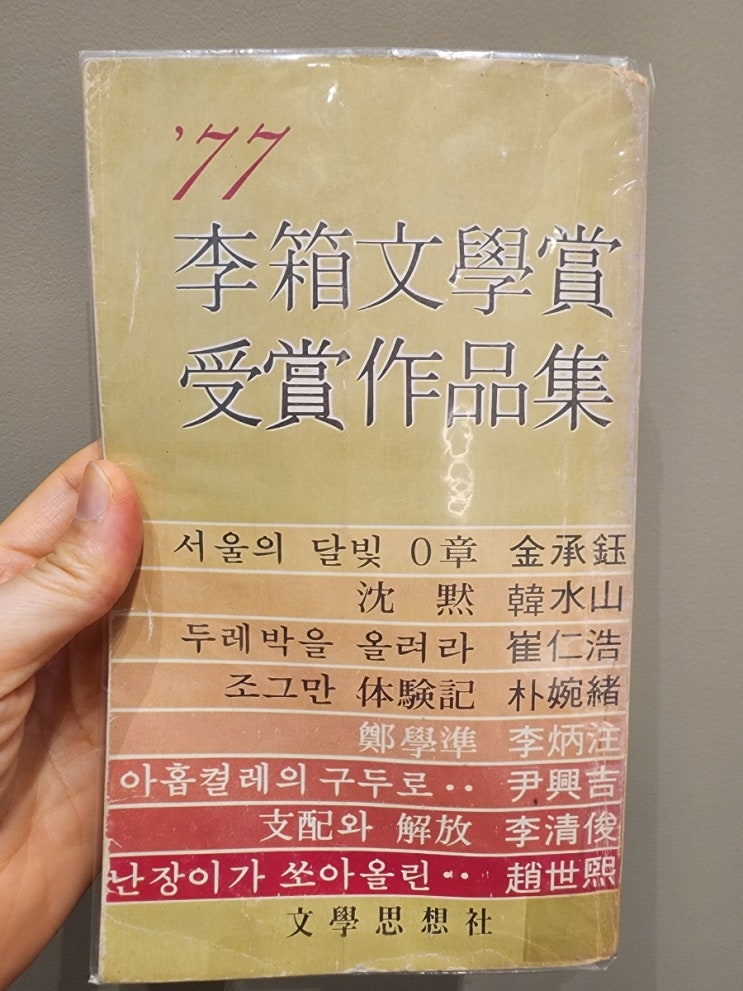 '77
李箱文學賞
受賞作品集
서울의 달빛 0章 金承鈺
沈黙 韓水山
두레박을 올려라 崔仁浩
조그만 体験記 朴婉緖
鄭學準 李炳注
아홉켤레의 구두로·· 尹興吉
支配와 解放 李清俊
난장이가 쏘아올린·· 趙世熙
文學思想社